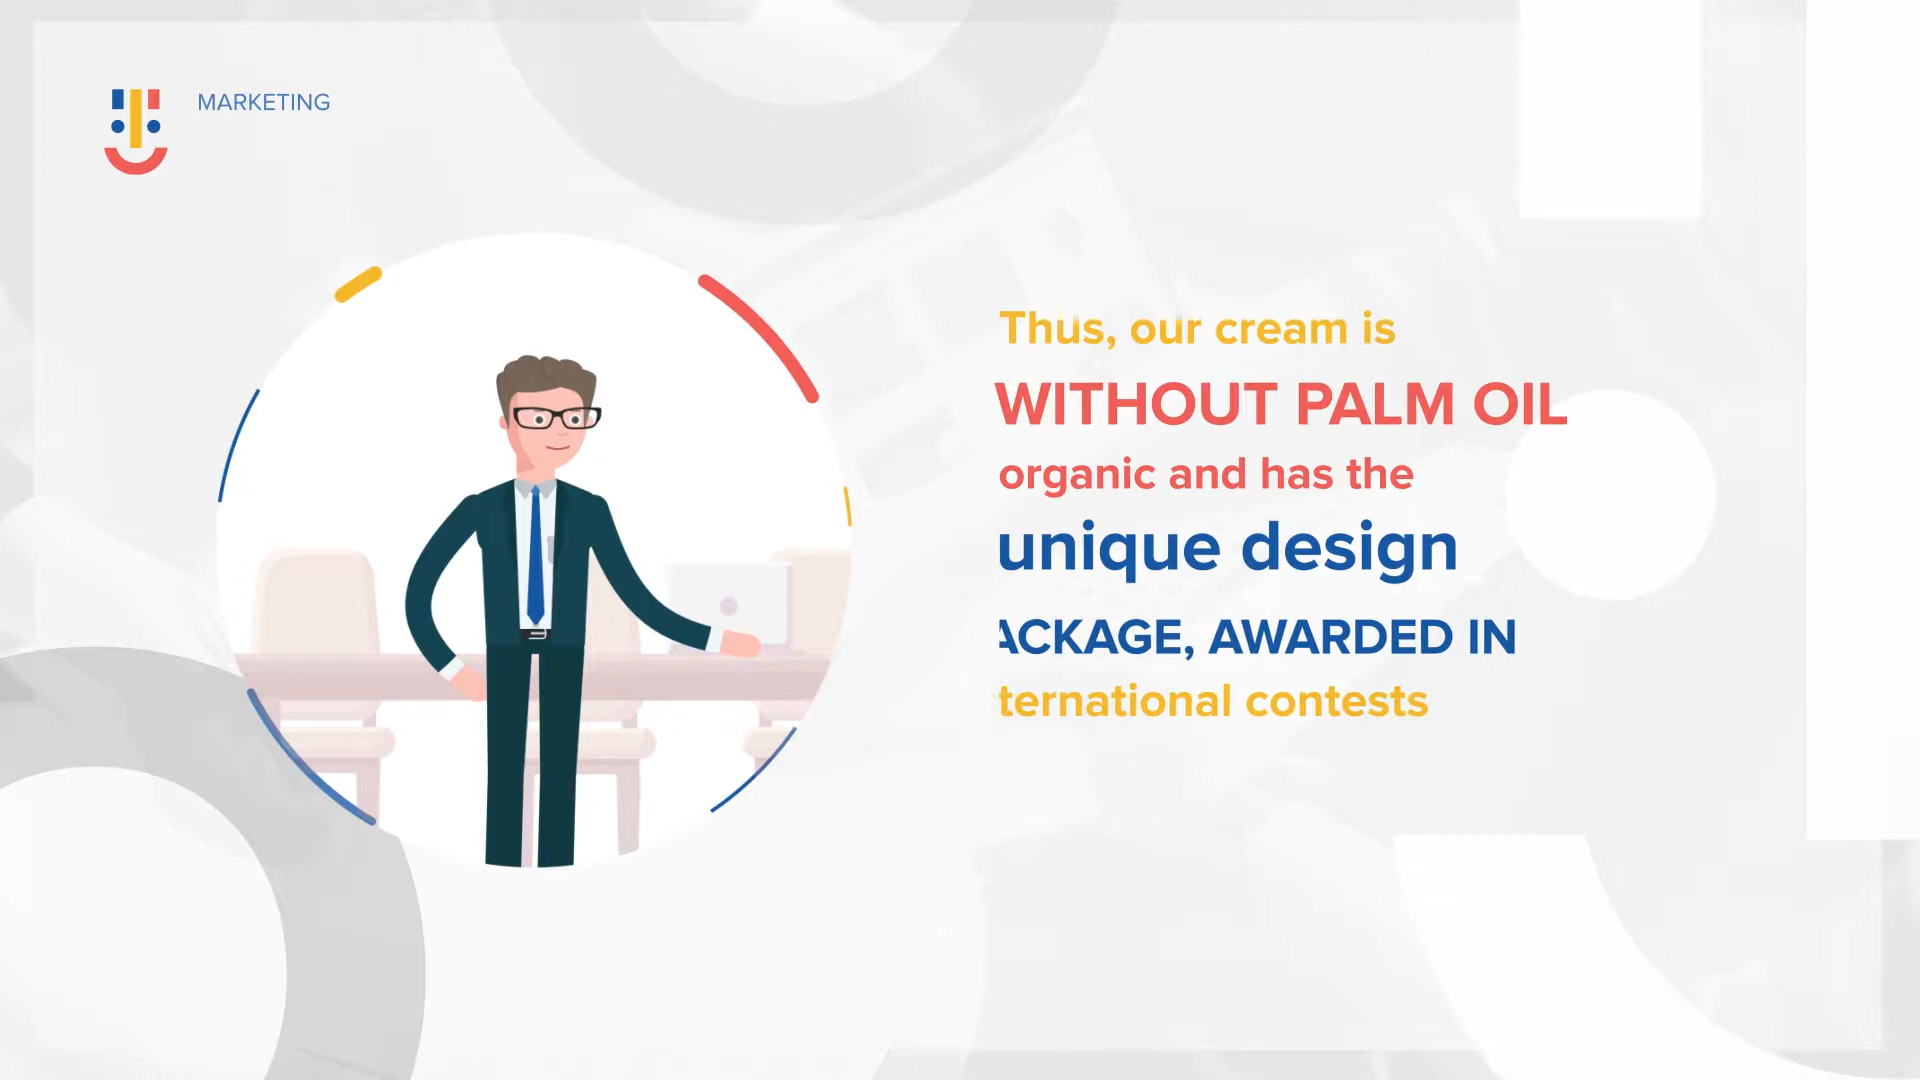 MARKETING
Thus, our cream is
WITHOUT PALM OIL
organic and has the
unique design
ACKAGE, AWARDED IN
ternational contests